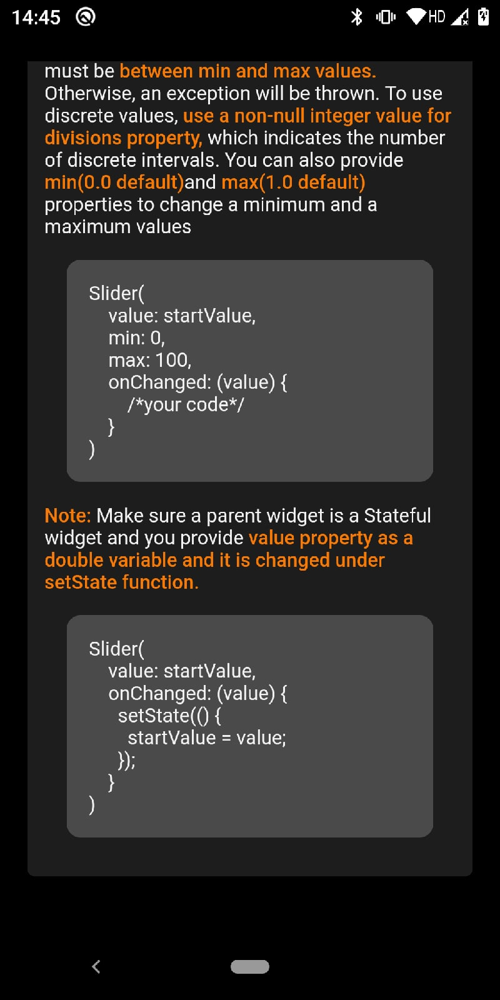 14:45
HD
must be between min and max values.
Otherwise, an exception will be thrown. To use
discrete values, use a non-null integer value for
divisions property, which indicates the number
of discrete intervals. You can also provide
min(0.0 default)and max(1.0 default)
properties to change a minimum and a
maximum values
Slider(
value: startValue,
min: 0,
max: 100,
onChanged: (value) {
/*your code*/
}
)
Note: Make sure a parent widget is a Stateful
widget and you provide value property as a
double variable and it is changed under
setState function.
Slider(
value: startValue,
onChanged: (value) {
setState(() {
startValue = value;
});
}
)